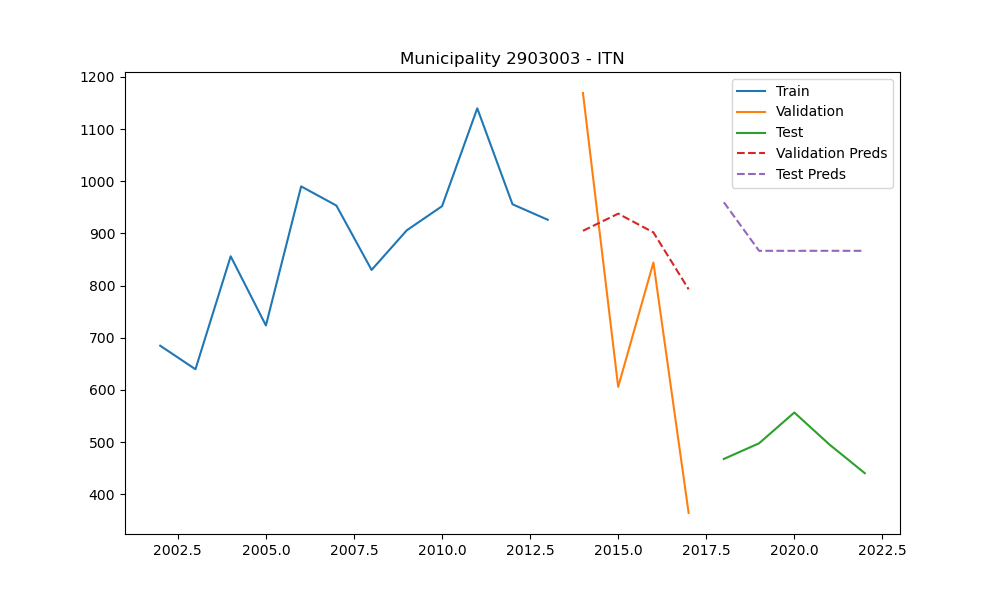 Municipality 2903003 - ITN
1200
1100
1000
900
800
700
600
500
400
Train
Validation
Test
Validation Preds
Test Preds
2002.5 2005.0 2007.5 2010.0 2012.5 2015.0 2017.5 2020.0 2022.5